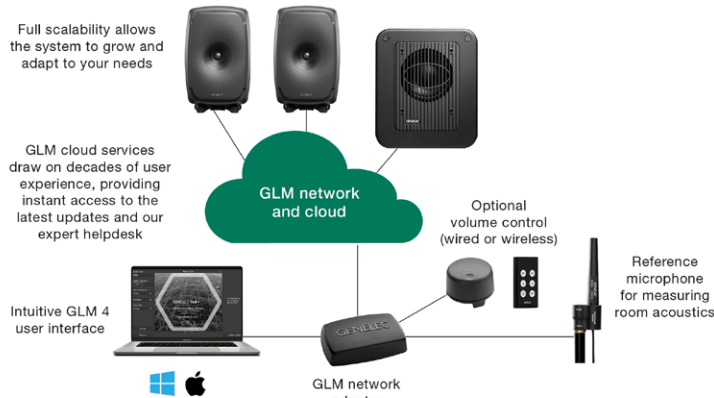 Full scalability allows
the system to grow and
adapt to your needs
GLM cloud services
draw on decades of user
experience, providing
instant access to the
latest updates and our
expert helpdesk
GLM network
and cloud
Optional
volume control
(wired or wireless)
Reference
microphone
for measuring
room acoustics
Intuitive GLM 4
user interface
GENELEC
GLM network